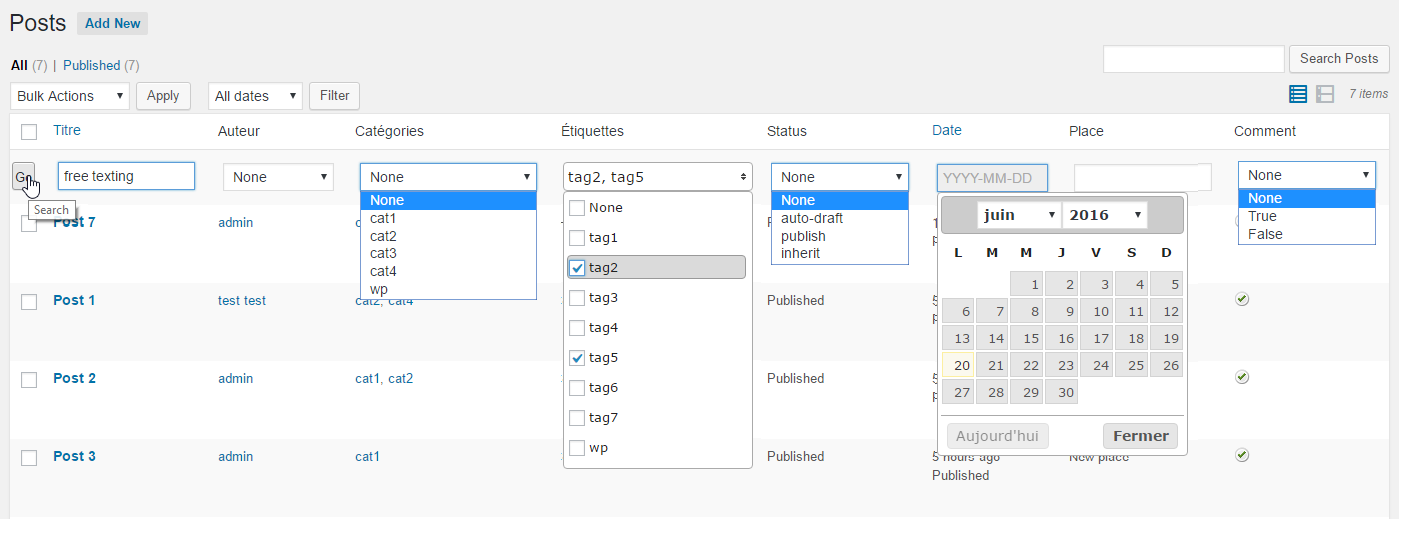 Posts Add New
All (7) | Published (7)
Search Posts
Bulk Actions Apply All dates Filter
7 items
Titre Auteur Catégories Étiquettes Status Date Place Comment
Go free texting None None tag2, tag5 None YYYY-MM-DD None
Search
None
cat1
cat2
cat3
cat4
wp
None
tag1
tag2
tag3
tag4
tag5
tag6
tag7
wp
None
auto-draft
publish
inherit
juin 2016
L M M J V S D
1 2 3 4 5
6 7 8 9 10 11 12
13 14 15 16 17 18 19
20 21 22 23 24 25 26
27 28 29 30
Aujourd'hui Fermer
None
True
False
Post 7 admin
Post 1 test test cat2, cat4 Published
Post 2 admin cat1, cat2 Published
Post 3 admin cat1 Published 5 hours ago New place
Published